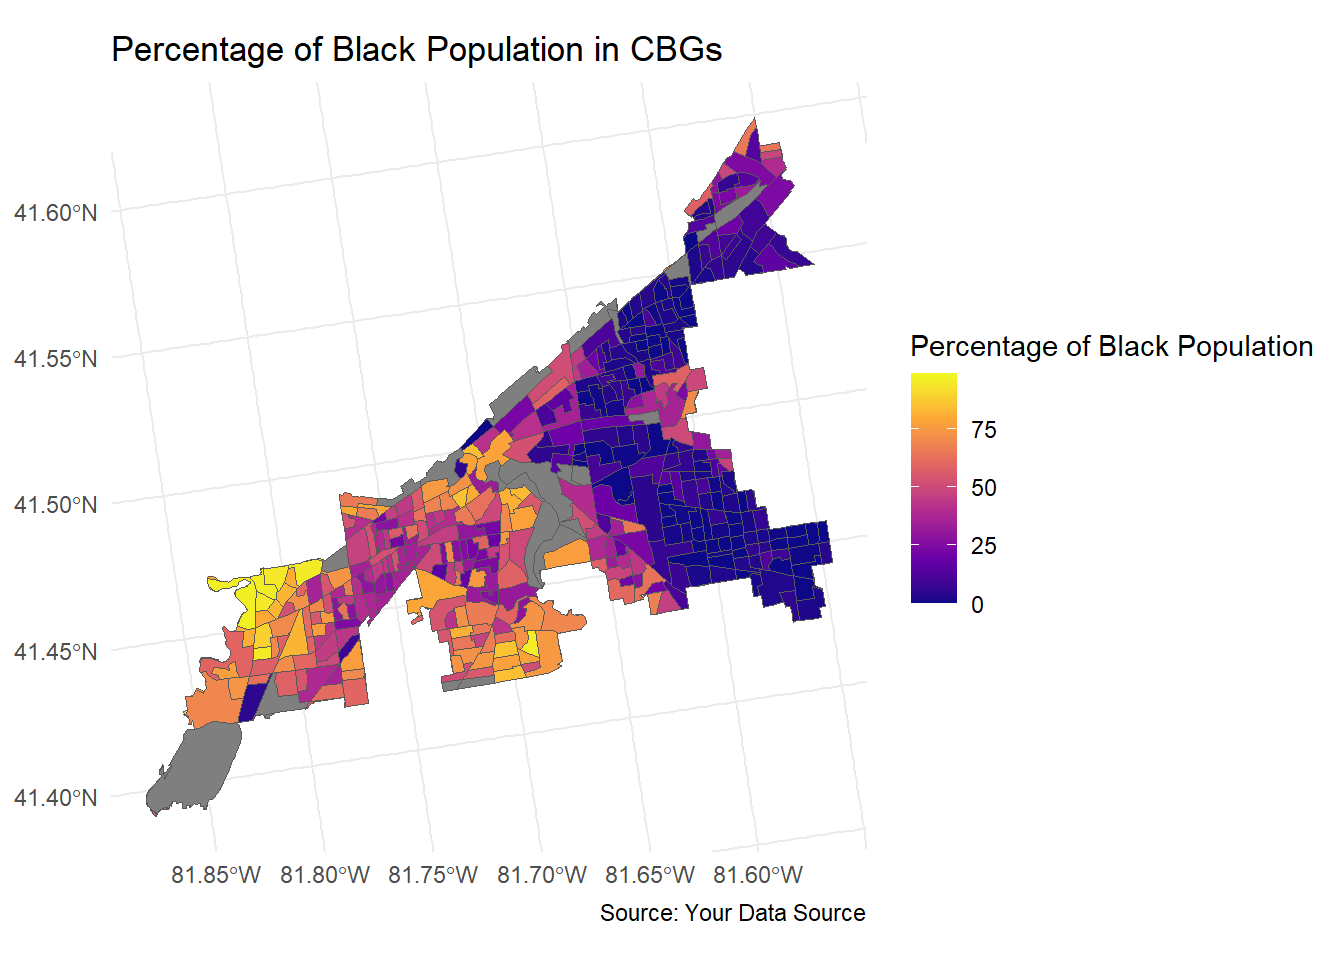 Percentage of Black Population in CBGs
41.60°N
41.55°N
41.50°N
41.45°N
41.40°N
81.85°W 81.80°W 81.75°W 81.70°W 81.65°W 81.60°W
Percentage of Black Population
75
50
25
0
Source: Your Data Source